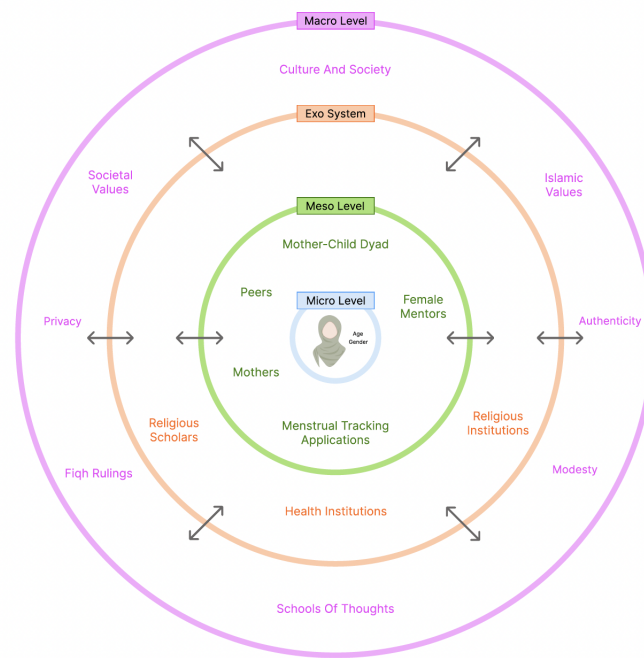 Macro Level
Culture And Society
Exo System
Societal
Values
Islamic
Values
Meso Level
Mother-Child Dyad
Peers
Micro Level
Female
Mentors
Privacy
Age
Gender
Authenticity
Mothers
Religious
Scholars
Menstrual Tracking
Applications
Religious
Institutions
Fiqh Rulings
Modesty
Health Institutions
Schools Of Thoughts